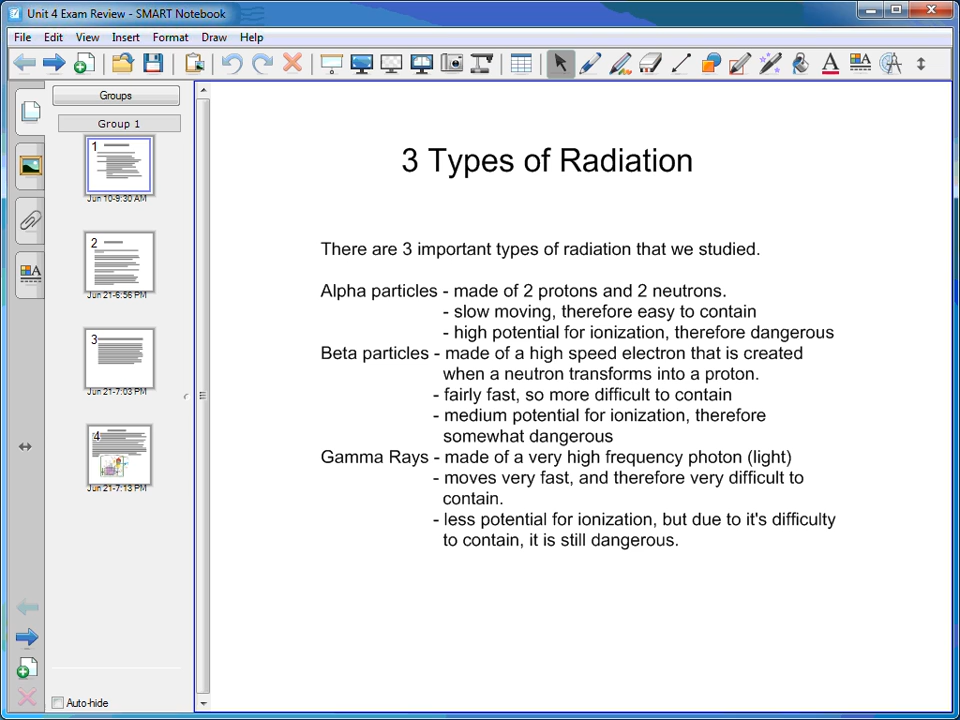 Unit 4 Exam Review - SMART Notebook
File Edit View Insert Format Draw Help
Groups
Group 1
1
Jun 10-9:30 AM
2
Jun 21-6:56 PM
3
Jun 21-7:03 PM
4
Jun 21-7:13 PM
Auto-hide
3 Types of Radiation
There are 3 important types of radiation that we studied.
Alpha particles - made of 2 protons and 2 neutrons.
- slow moving, therefore easy to contain
- high potential for ionization, therefore dangerous
Beta particles - made of a high speed electron that is created
when a neutron transforms into a proton.
- fairly fast, so more difficult to contain
- medium potential for ionization, therefore
somewhat dangerous
Gamma Rays - made of a very high frequency photon (light)
- moves very fast, and therefore very difficult to
contain.
- less potential for ionization, but due to it's difficulty
to contain, it is still dangerous.